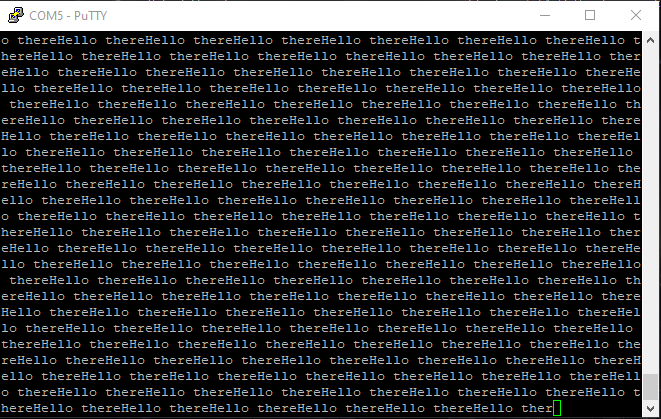 COM5 - PuTTY
o thereHello thereHello thereHello thereHello thereHello thereHello thereHello t
hereHello thereHello thereHello thereHello thereHello thereHello thereHello ther
eHello thereHello thereHello thereHello thereHello thereHello thereHello thereHe
llo thereHello thereHello thereHello thereHello thereHello thereHello thereHello
 thereHello thereHello thereHello thereHello thereHello thereHello thereHello th
ereHello thereHello thereHello thereHello thereHello thereHello thereHello there
Hello thereHello thereHello thereHello thereHello thereHello thereHello thereHel
lo thereHello thereHello thereHello thereHello thereHello thereHello thereHello 
thereHello thereHello thereHello thereHello thereHello thereHello thereHello the
reHello thereHello thereHello thereHello thereHello thereHello thereHello thereH
ello thereHello thereHello thereHello thereHello thereHello thereHello thereHell
o thereHello thereHello thereHello thereHello thereHello thereHello thereHello t
hereHello thereHello thereHello thereHello thereHello thereHello thereHello ther
eHello thereHello thereHello thereHello thereHello thereHello thereHello thereHe
llo thereHello thereHello thereHello thereHello thereHello thereHello thereHello
 thereHello thereHello thereHello thereHello thereHello thereHello thereHello th
ereHello thereHello thereHello thereHello thereHello thereHello thereHello there
Hello thereHello thereHello thereHello thereHello thereHello thereHello thereHel
lo thereHello thereHello thereHello thereHello thereHello thereHello thereHello 
thereHello thereHello thereHello thereHello thereHello thereHello thereHello the
reHello thereHello thereHello thereHello thereHello thereHello thereHello thereH
ello thereHello thereHello thereHello thereHello thereHello thereHello thereHell
o thereHello thereHello thereHello thereHello thereHello thereHello thereHello t
hereHello thereHello thereHello thereHello thereHello thereHello ther